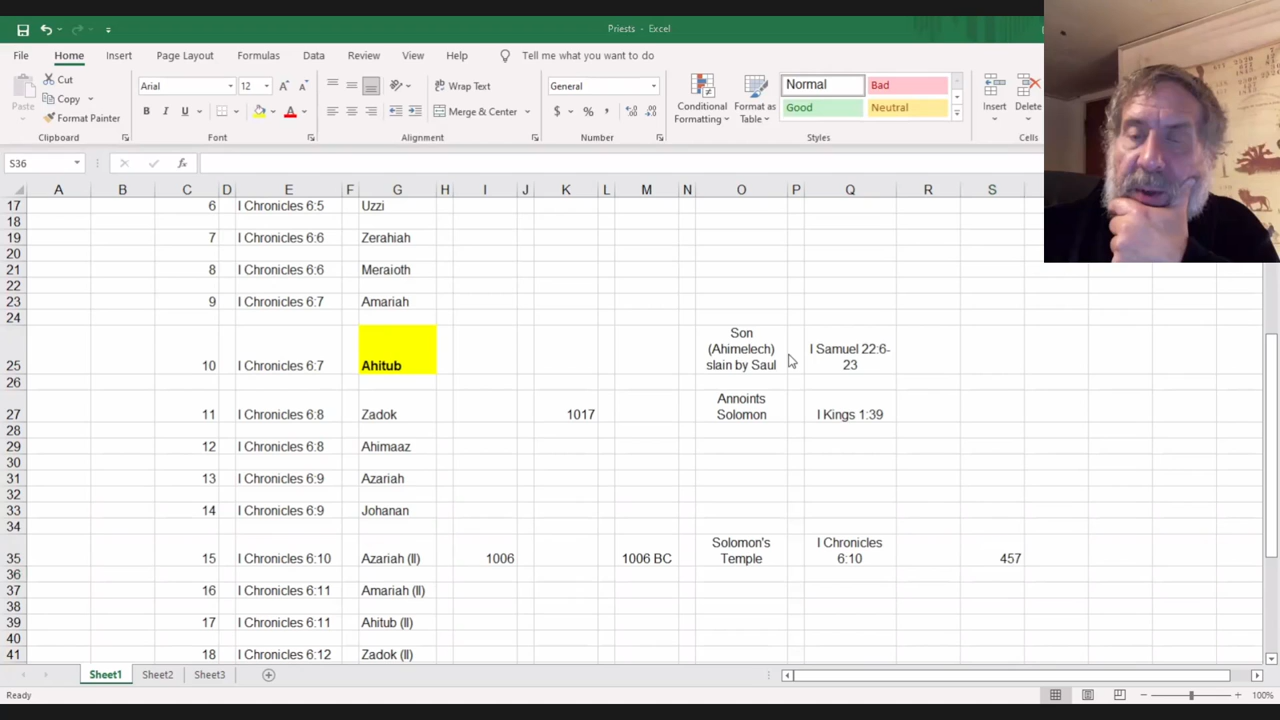 Priests - Excel
File Home Insert Page Layout Formulas Data Review View Help Tell me what you want to do
Paste
Cut
Copy
Format Painter
Clipboard
Arial 12
B I U
Font
Wrap Text
Merge & Center
Alignment
General
$ % ,
Number
Conditional Formatting
Format as Table
Normal Bad
Good Neutral
Styles
Insert Delete
Cells
S36 fx
A B C D E F G H I J K L M N O P Q R S
17 6 I Chronicles 6:5 Uzzi
18
19 7 I Chronicles 6:6 Zerahiah
20
21 8 I Chronicles 6:6 Meraioth
22
23 9 I Chronicles 6:7 Amariah
24
25 10 I Chronicles 6:7 Ahitub Son (Ahimelech) slain by Saul I Samuel 22:6-23
26
27 11 I Chronicles 6:8 Zadok 1017 Annoints Solomon I Kings 1:39
28
29 12 I Chronicles 6:8 Ahimaaz
30
31 13 I Chronicles 6:9 Azariah
32
33 14 I Chronicles 6:9 Johanan
34
35 15 I Chronicles 6:10 Azariah (II) 1006 1006 BC Solomon's Temple I Chronicles 6:10 457
36
37 16 I Chronicles 6:11 Amariah (II)
38
39 17 I Chronicles 6:11 Ahitub (II)
40
41 18 I Chronicles 6:12 Zadok (II)
Sheet1 Sheet2 Sheet3
Ready 100%